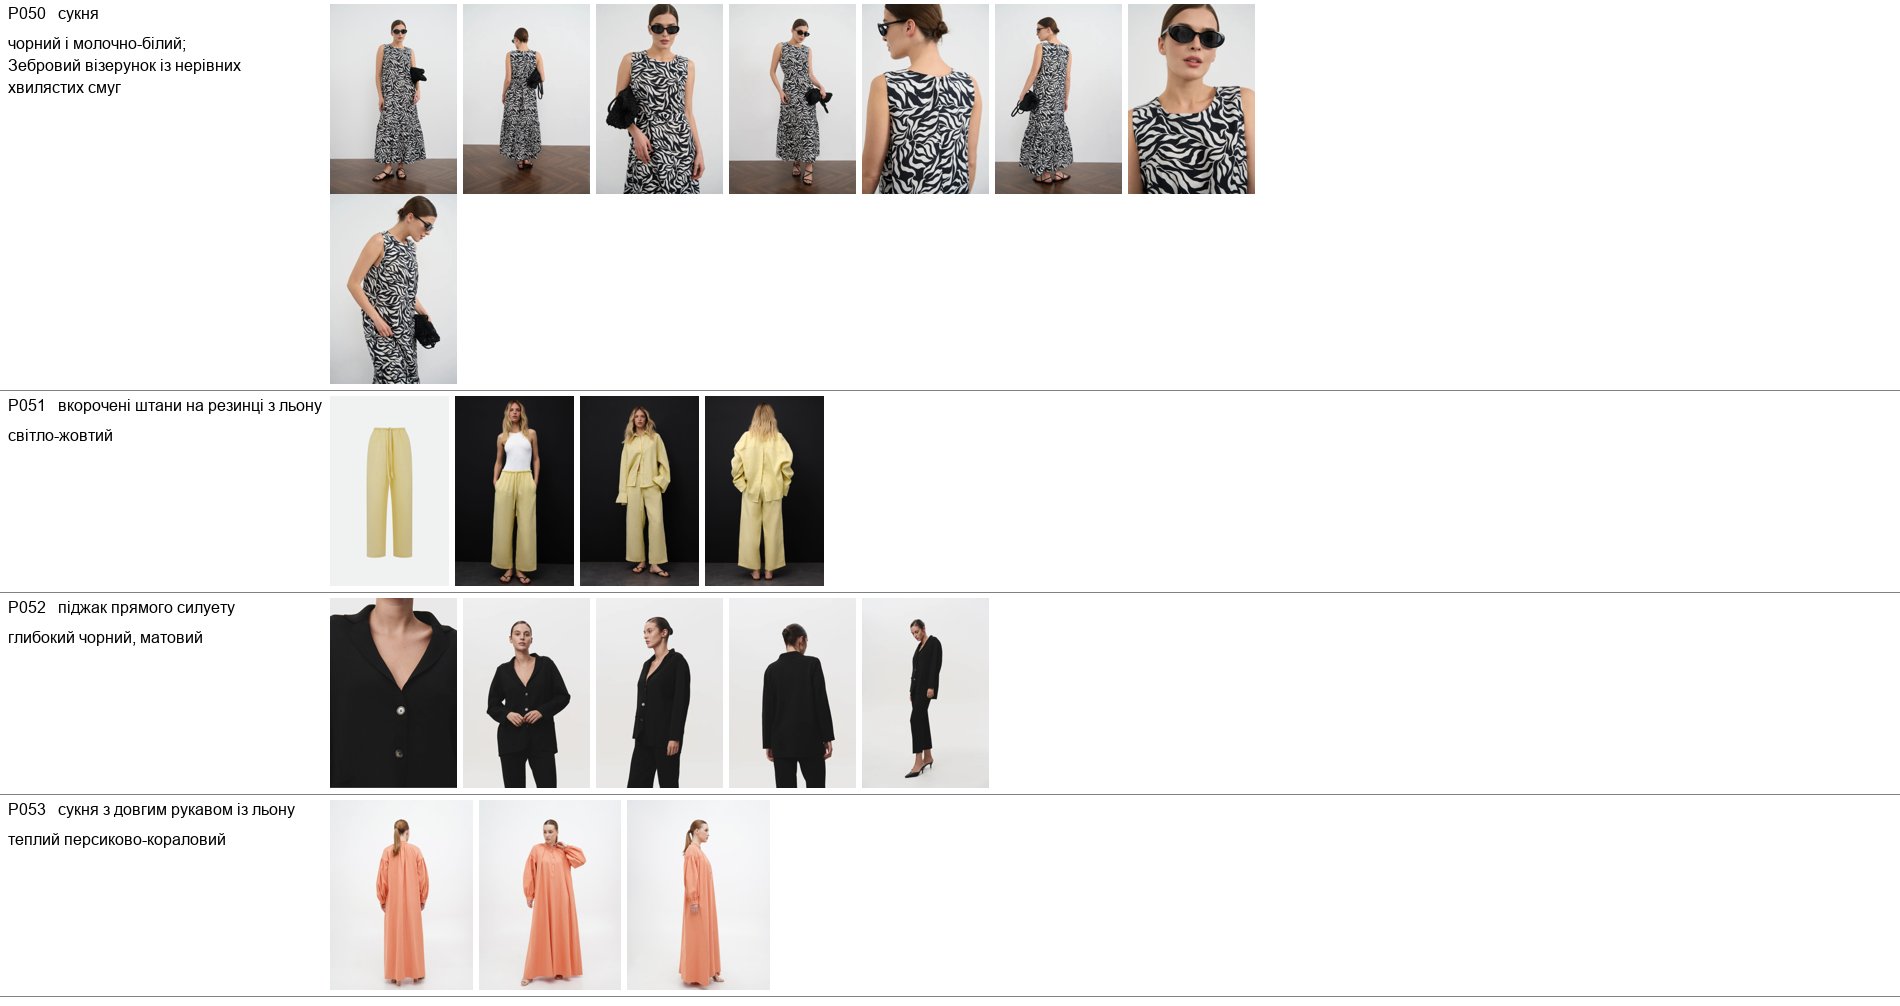 P050 сукня
чорний і молочно-білий;
Зебровий візерунок із нерівних
хвилястих смуг
P051 вкорочені штани на резинці з льону
світло-жовтий
P052 піджак прямого силуету
глибокий чорний, матовий
P053 сукня з довгим рукавом із льону
теплий персиково-кораловий